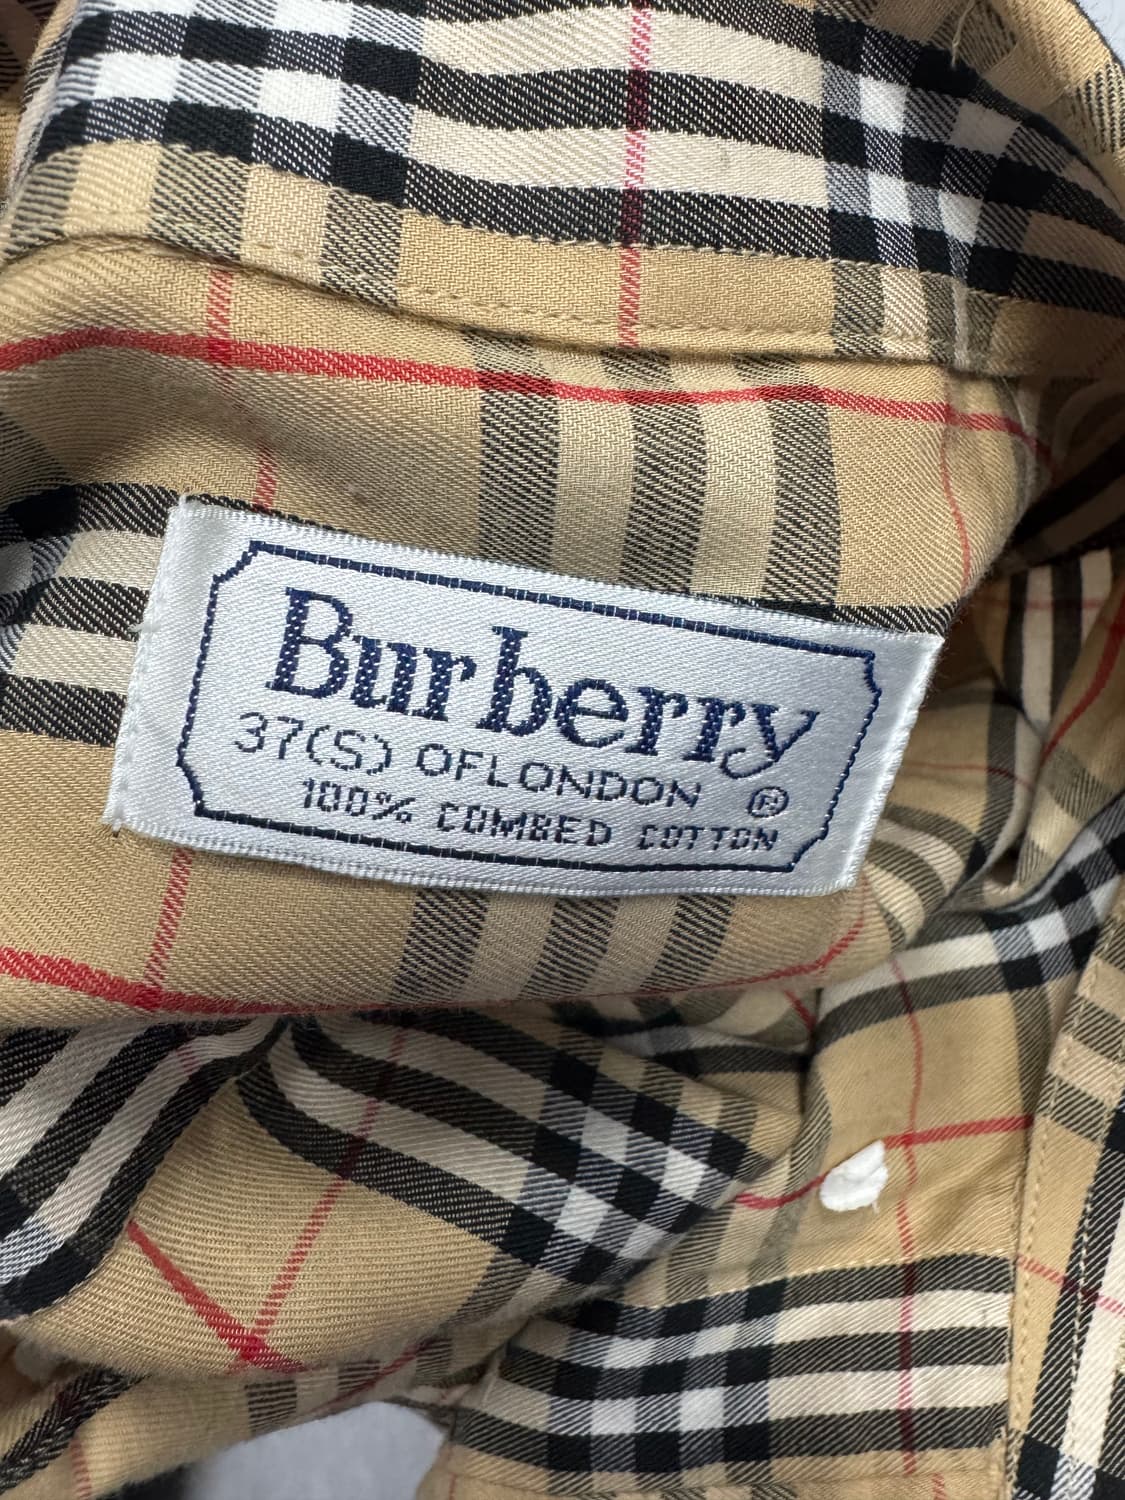 Burberry
37(S) OFLONDON ®
100% COMBED COTTON